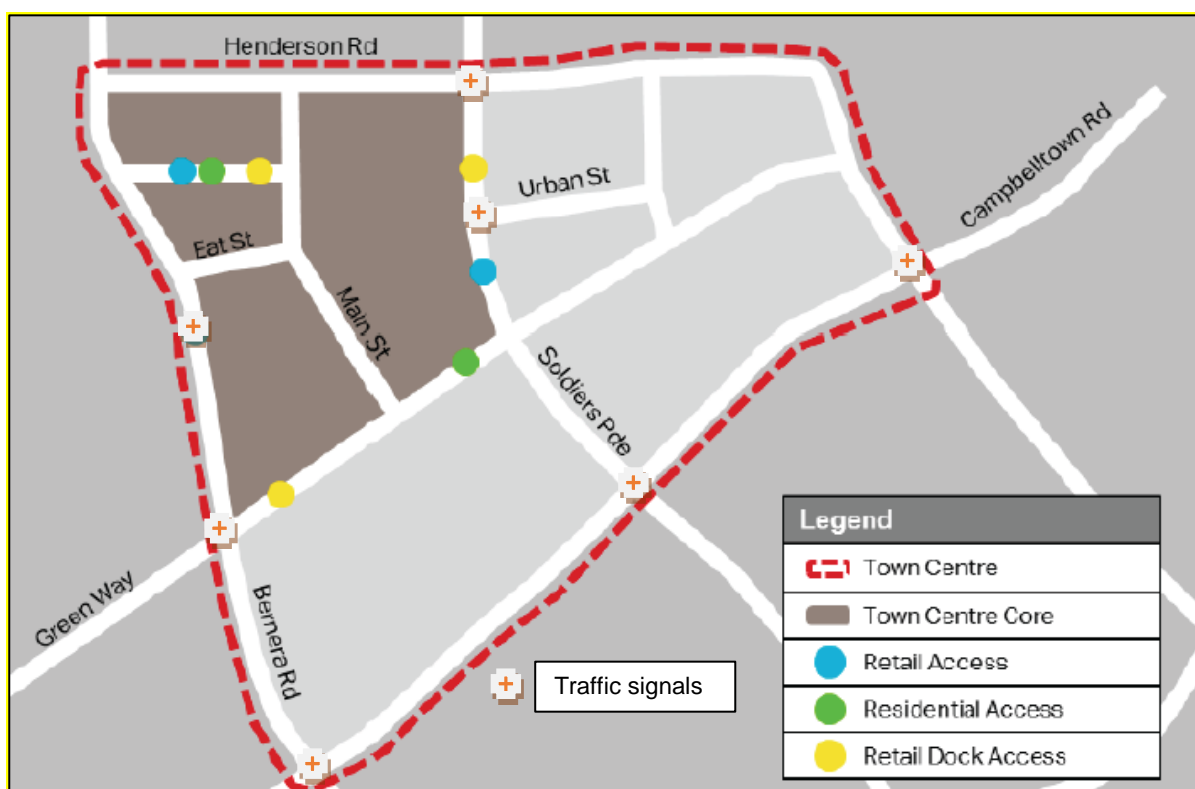 Henderson Rd
Campbelltown Rd
Urban St
Eat St
Main St
Soldiers Pde
Green Way
Bernera Rd
Traffic signals
Legend
Town Centre
Town Centre Core
Retail Access
Residential Access
Retail Dock Access